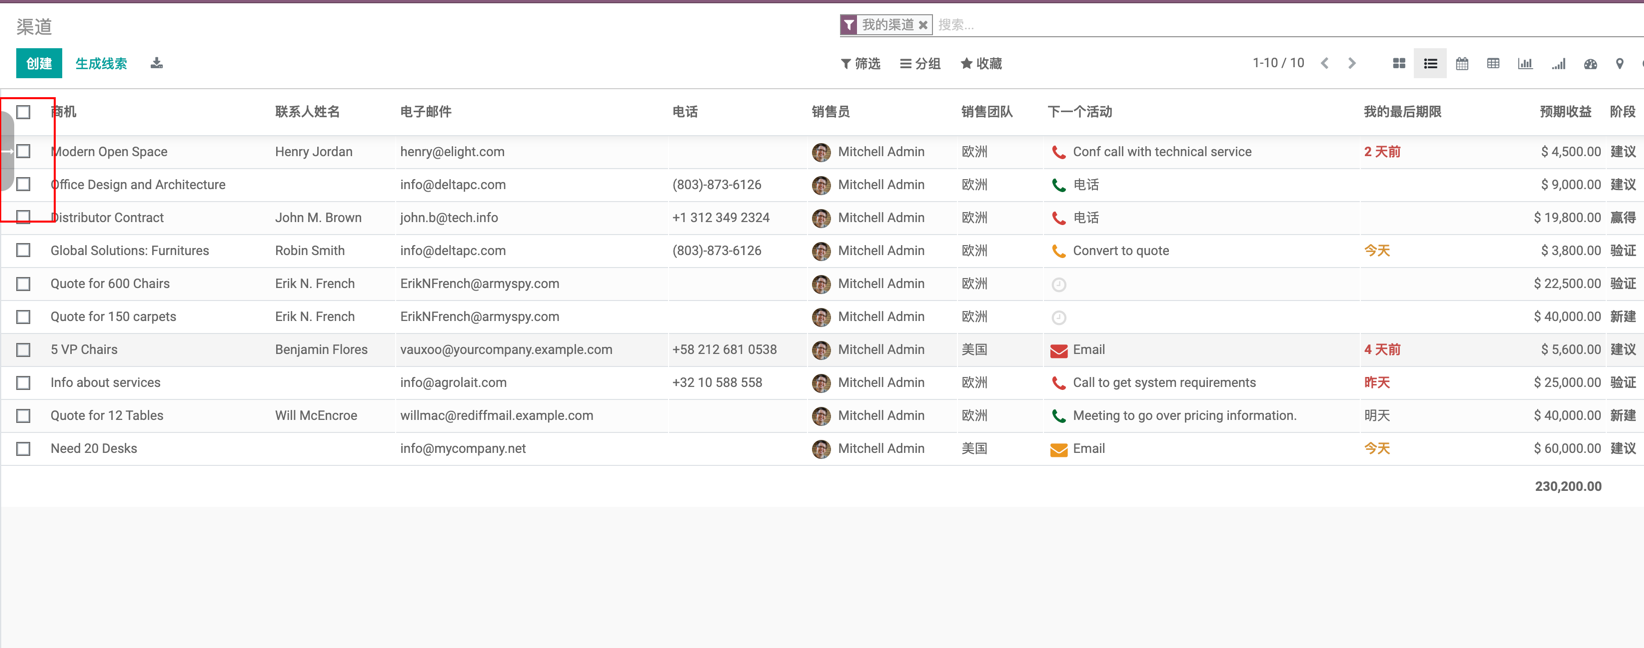 渠道
我的渠道 × 搜索...
创建 生成线索
筛选 分组 收藏 1-10 / 10
商机 联系人姓名 电子邮件 电话 销售员 销售团队 下一个活动 我的最后期限 预期收益 阶段
Modern Open Space Henry Jordan henry@elight.com Mitchell Admin 欧洲 Conf call with technical service 2 天前 $ 4,500.00 建议
Office Design and Architecture info@deltapc.com (803)-873-6126 Mitchell Admin 欧洲 电话 $ 9,000.00 建议
Distributor Contract John M. Brown john.b@tech.info +1 312 349 2324 Mitchell Admin 欧洲 电话 $ 19,800.00 赢得
Global Solutions: Furnitures Robin Smith info@deltapc.com (803)-873-6126 Mitchell Admin 欧洲 Convert to quote 今天 $ 3,800.00 验证
Quote for 600 Chairs Erik N. French ErikNFrench@armyspy.com Mitchell Admin 欧洲 $ 22,500.00 验证
Quote for 150 carpets Erik N. French ErikNFrench@armyspy.com Mitchell Admin 欧洲 $ 40,000.00 新建
5 VP Chairs Benjamin Flores vauxoo@yourcompany.example.com +58 212 681 0538 Mitchell Admin 美国 Email 4 天前 $ 5,600.00 建议
Info about services info@agrolait.com +32 10 588 558 Mitchell Admin 欧洲 Call to get system requirements 昨天 $ 25,000.00 验证
Quote for 12 Tables Will McEncroe willmac@rediffmail.example.com Mitchell Admin 欧洲 Meeting to go over pricing information. 明天 $ 40,000.00 新建
Need 20 Desks info@mycompany.net Mitchell Admin 美国 Email 今天 $ 60,000.00 建议
230,200.00